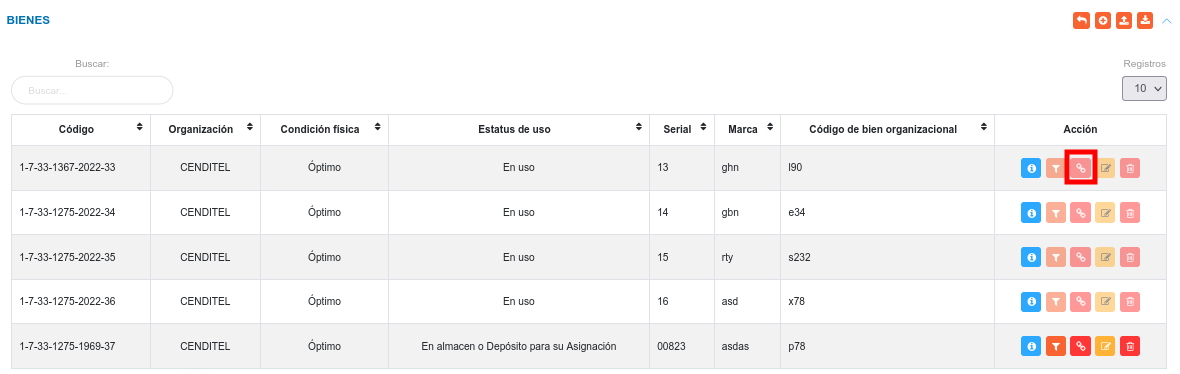 BIENES
Buscar: Registros
Buscar... 10
Código Organización Condición física Estatus de uso Serial Marca Código de bien organizacional Acción
1-7-33-1367-2022-33 CENDITEL Óptimo En uso 13 ghn l90
1-7-33-1275-2022-34 CENDITEL Óptimo En uso 14 gbn e34
1-7-33-1275-2022-35 CENDITEL Óptimo En uso 15 rty s232
1-7-33-1275-2022-36 CENDITEL Óptimo En uso 16 asd x78
1-7-33-1275-1969-37 CENDITEL Óptimo En almacen o Depósito para su Asignación 00823 asdas p78